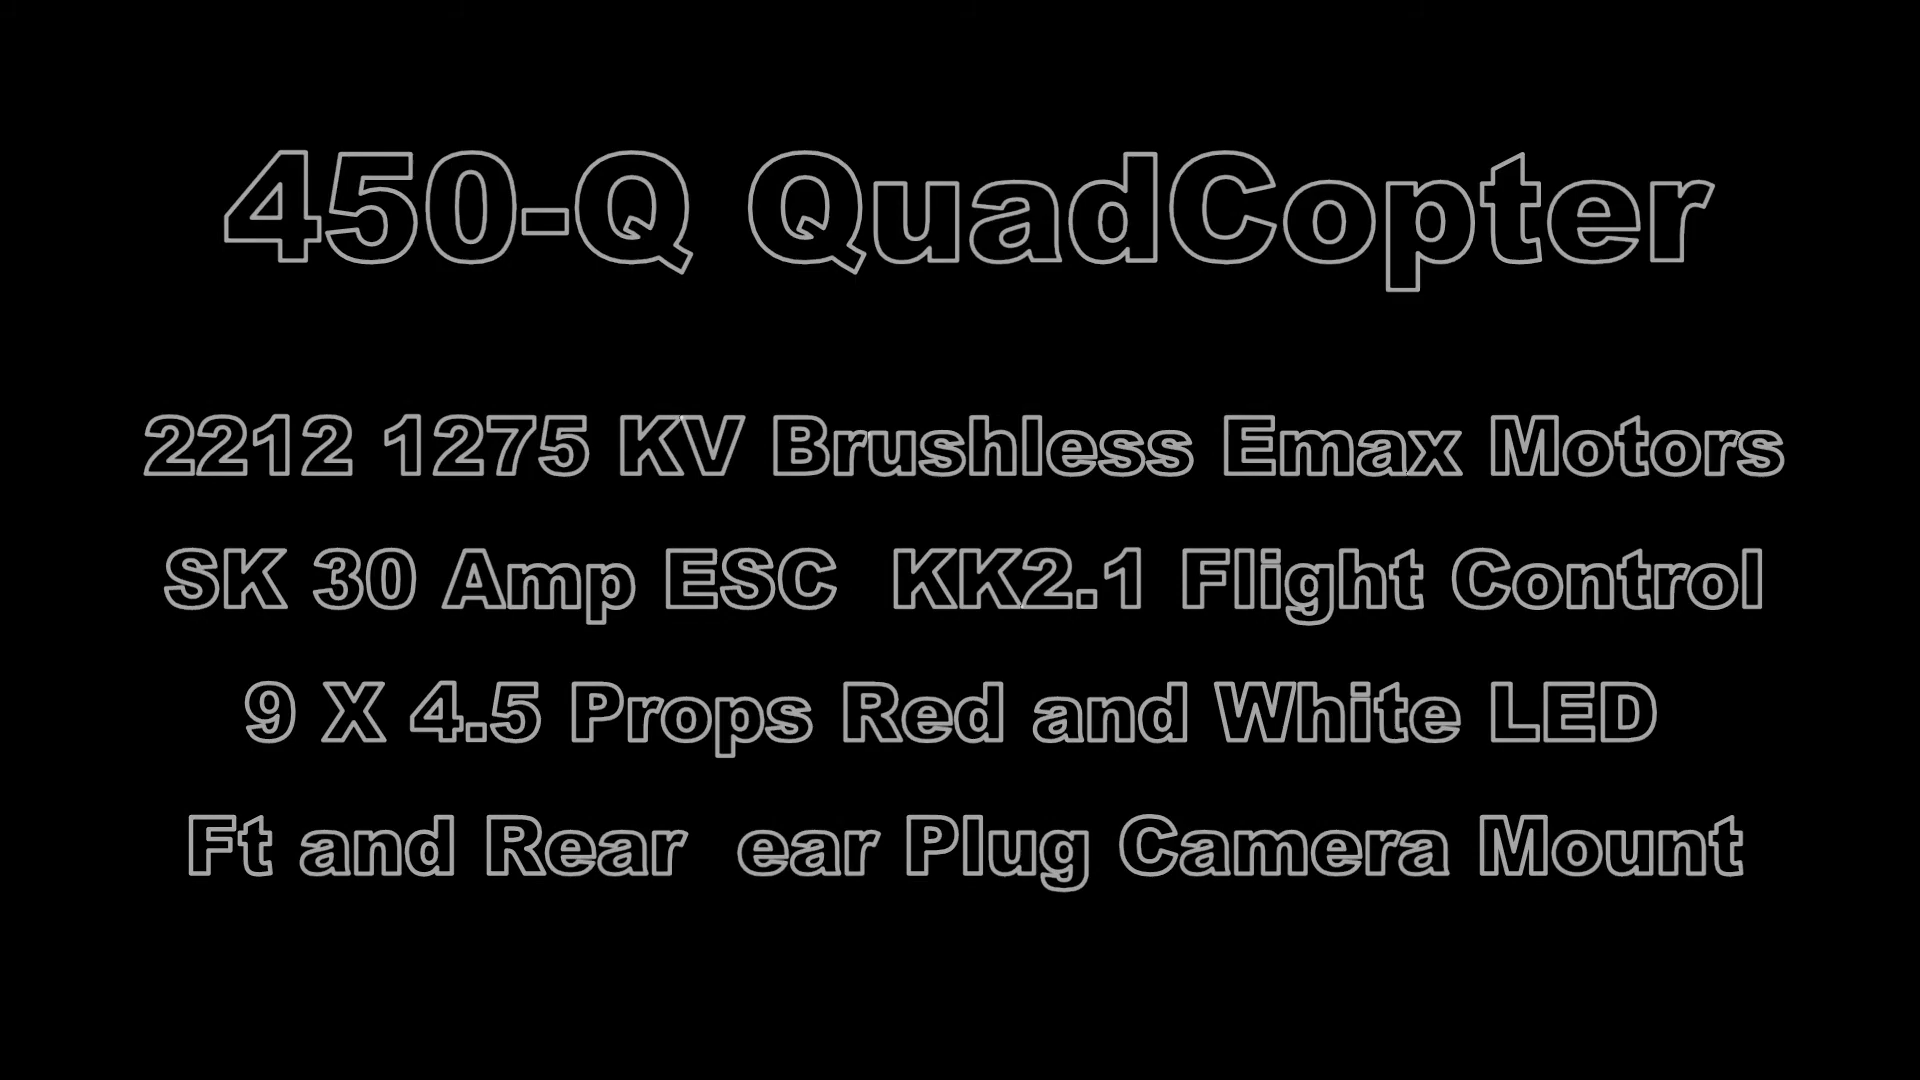 450-Q QuadCopter
2212 1275 KV Brushless Emax Motors
SK 30 Amp ESC  KK2.1 Flight Control
9 X 4.5 Props Red and White LED
Ft and Rear  ear Plug Camera Mount